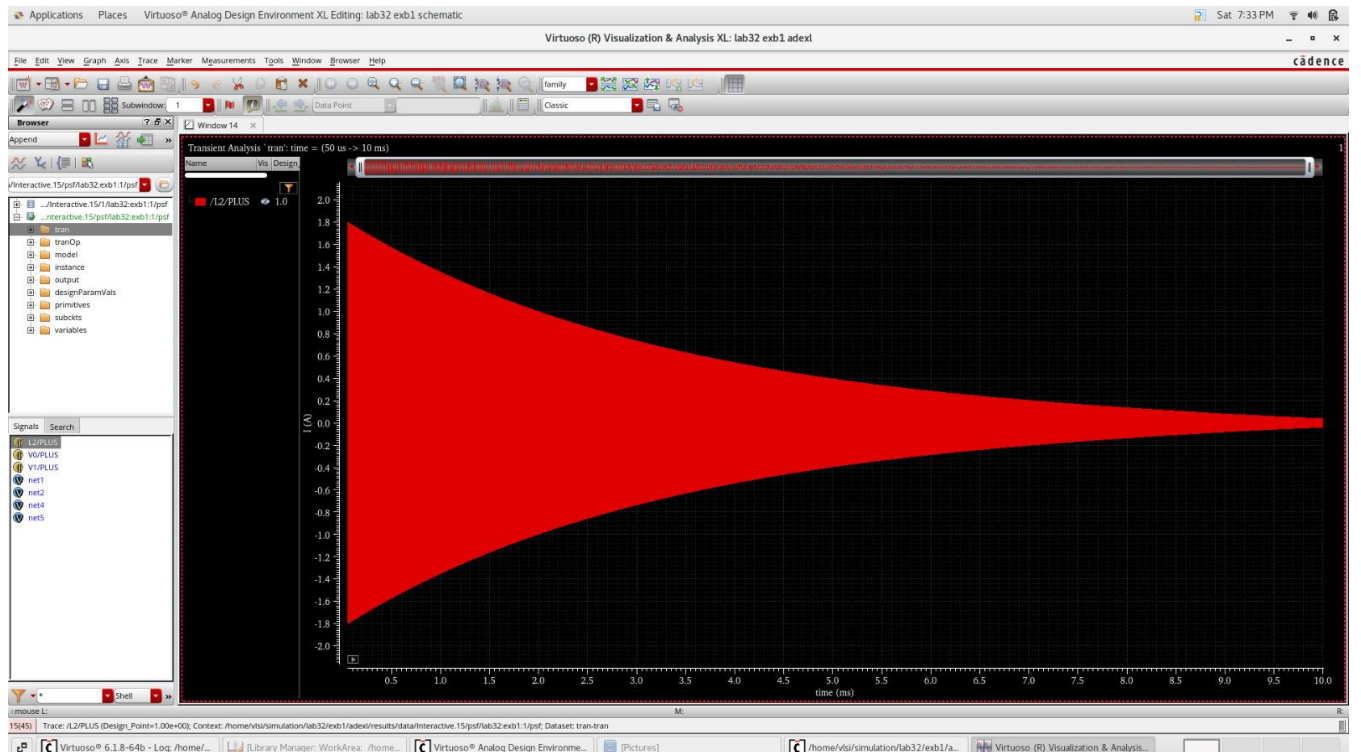 Applications Places Virtuoso® Analog Design Environment XL Editing: lab32 exb1 schematic
Sat 7:33 PM
Virtuoso (R) Visualization & Analysis XL: lab32 exb1 adexl
File Edit View Graph Axis Trace Marker Measurements Tools Window Browser Help
cādence
family
Subwindow: 1
Data Point
Classic
Browser
Window 14
Append
Transient Analysis `tran': time = (50 us -> 10 ms)
1
Name Vis Design
/Interactive.15/psf/lab32:exb1:1/psf
/L2/PLUS 1.0
.../Interactive.15/1/lab32:exb1:1/psf
...nteractive.15/psf/lab32:exb1:1/psf
tran
tranOp
model
instance
output
designParamVals
primitives
subckts
variables
2.0
1.8
1.6
1.4
1.2
1.0
0.8
0.6
0.4
0.2
0.0
-0.2
-0.4
-0.6
-0.8
-1.0
-1.2
-1.4
-1.6
-1.8
-2.0
I (A)
0.5 1.0 1.5 2.0 2.5 3.0 3.5 4.0 4.5 5.0 5.5 6.0 6.5 7.0 7.5 8.0 8.5 9.0 9.5 10.0
time (ms)
Signals Search
L2/PLUS
V0/PLUS
V1/PLUS
net1
net2
net4
net5
* Shell
mouse L: M: R:
15(45) Trace: /L2/PLUS (Design_Point=1.00e+00); Context: /home/vlsi/simulation/lab32/exb1/adexl/results/data/Interactive.15/psf/lab32:exb1:1/psf; Dataset: tran-tran
Virtuoso® 6.1.8-64b - Log: /home/...
[Library Manager: WorkArea: /home...
Virtuoso® Analog Design Environme...
[Pictures]
/home/vlsi/simulation/lab32/exb1/a...
Virtuoso (R) Visualization & Analysis...